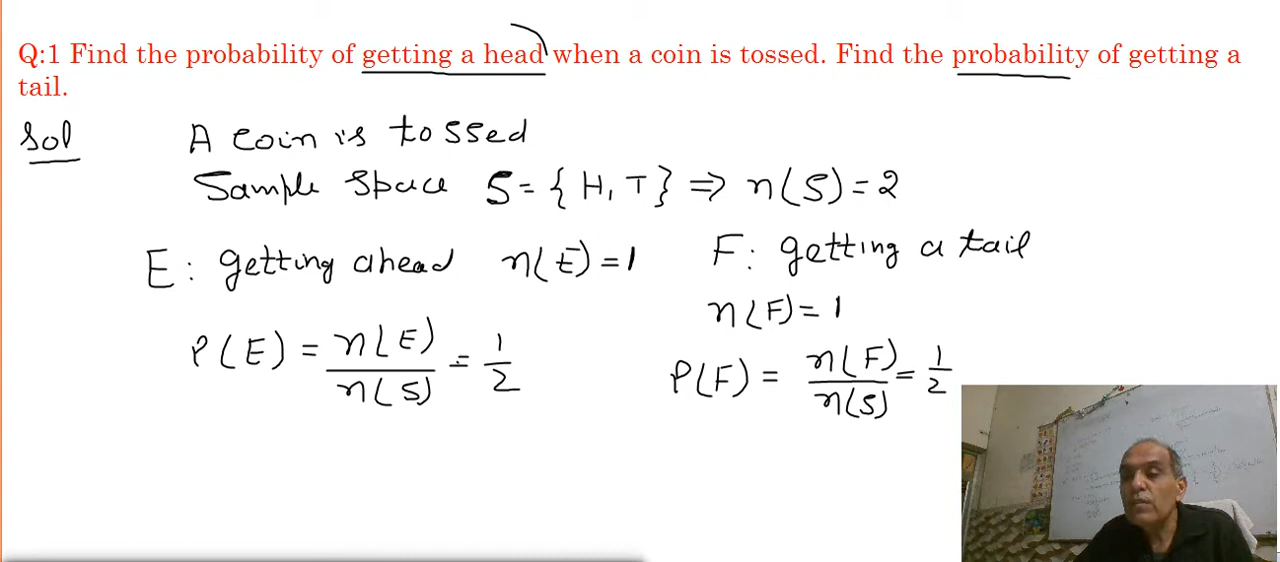 Q:1 Find the probability of getting a head when a coin is tossed. Find the probability of getting a
tail.
Sol A coin is tossed
Sample space S = { H, T } ⇒ n(S) = 2
E: getting a head n(E) = 1
P(E) = n(E)/n(S) = 1/2
F: getting a tail
n(F) = 1
P(F) = n(F)/n(S) = 1/2